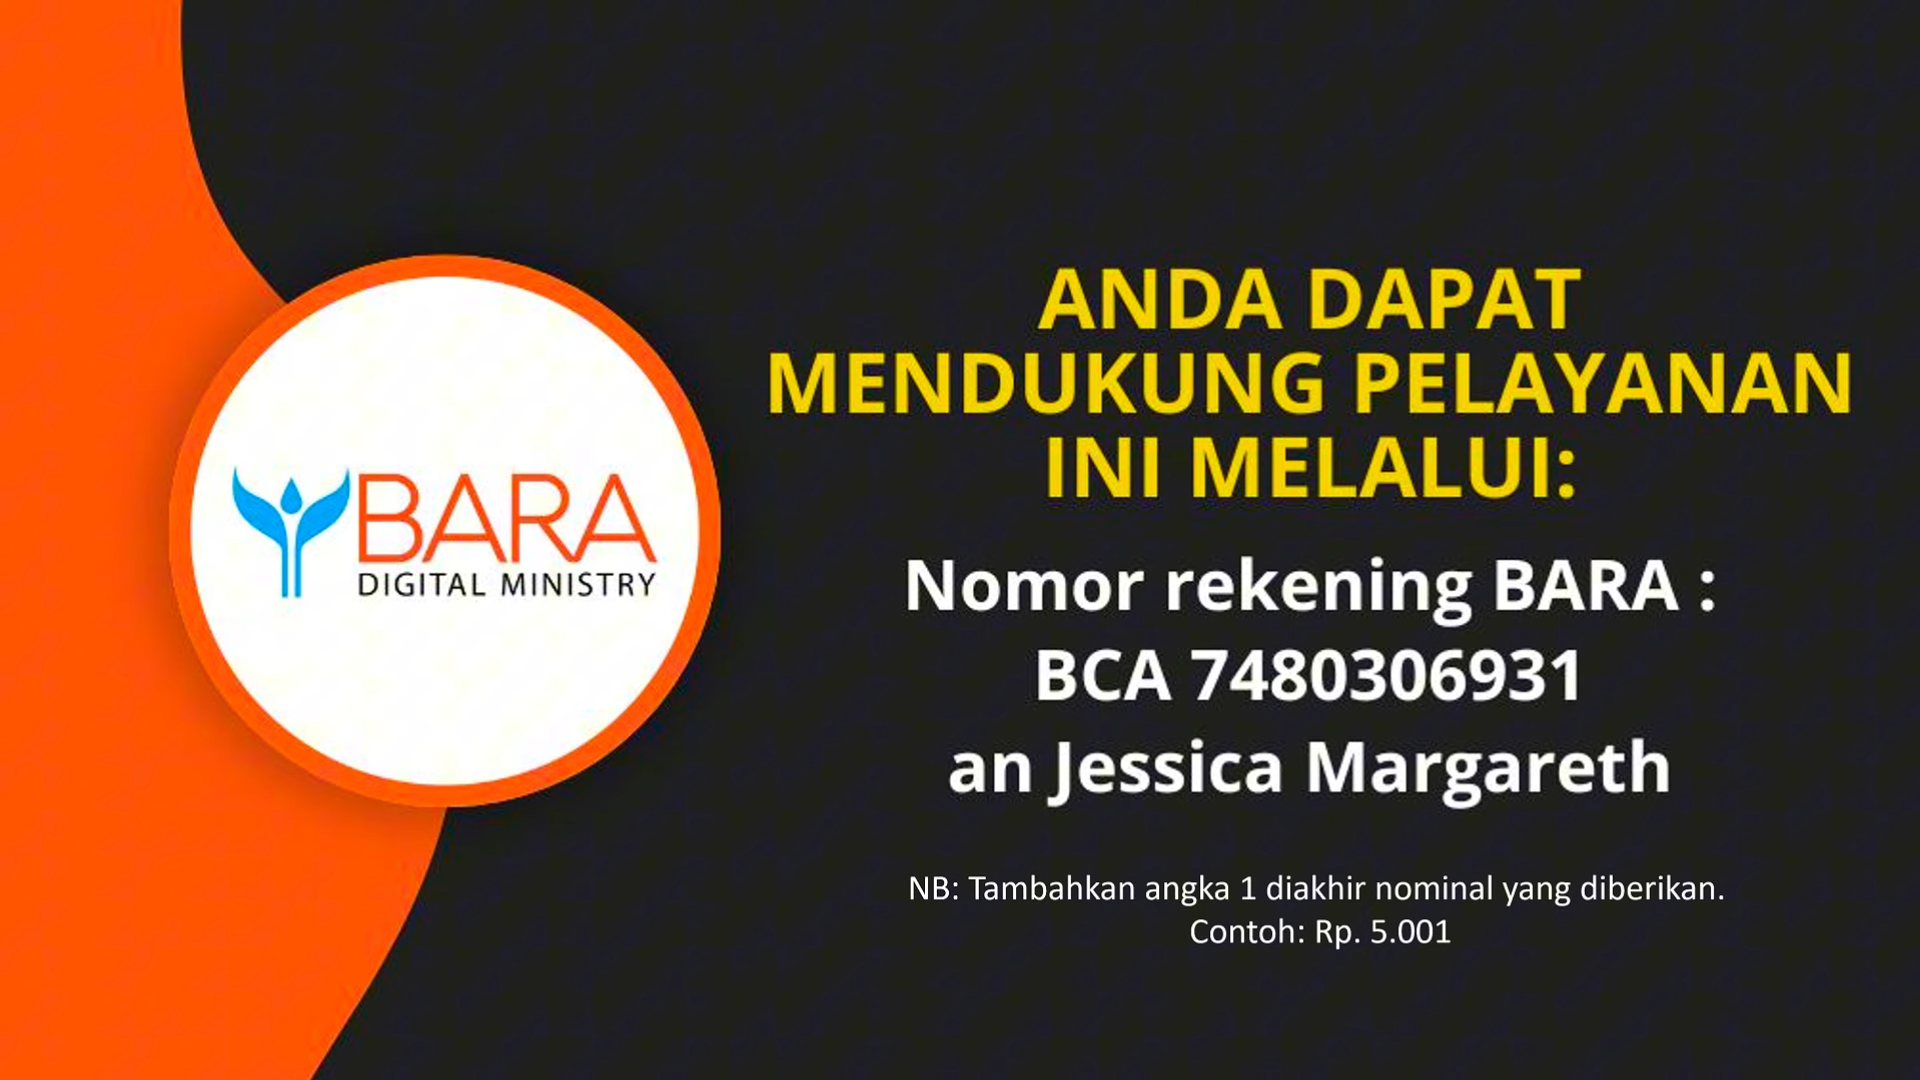 BARA
DIGITAL MINISTRY
ANDA DAPAT
MENDUKUNG PELAYANAN
INI MELALUI:
Nomor rekening BARA :
BCA 7480306931
an Jessica Margareth
NB: Tambahkan angka 1 diakhir nominal yang diberikan.
Contoh: Rp. 5.001